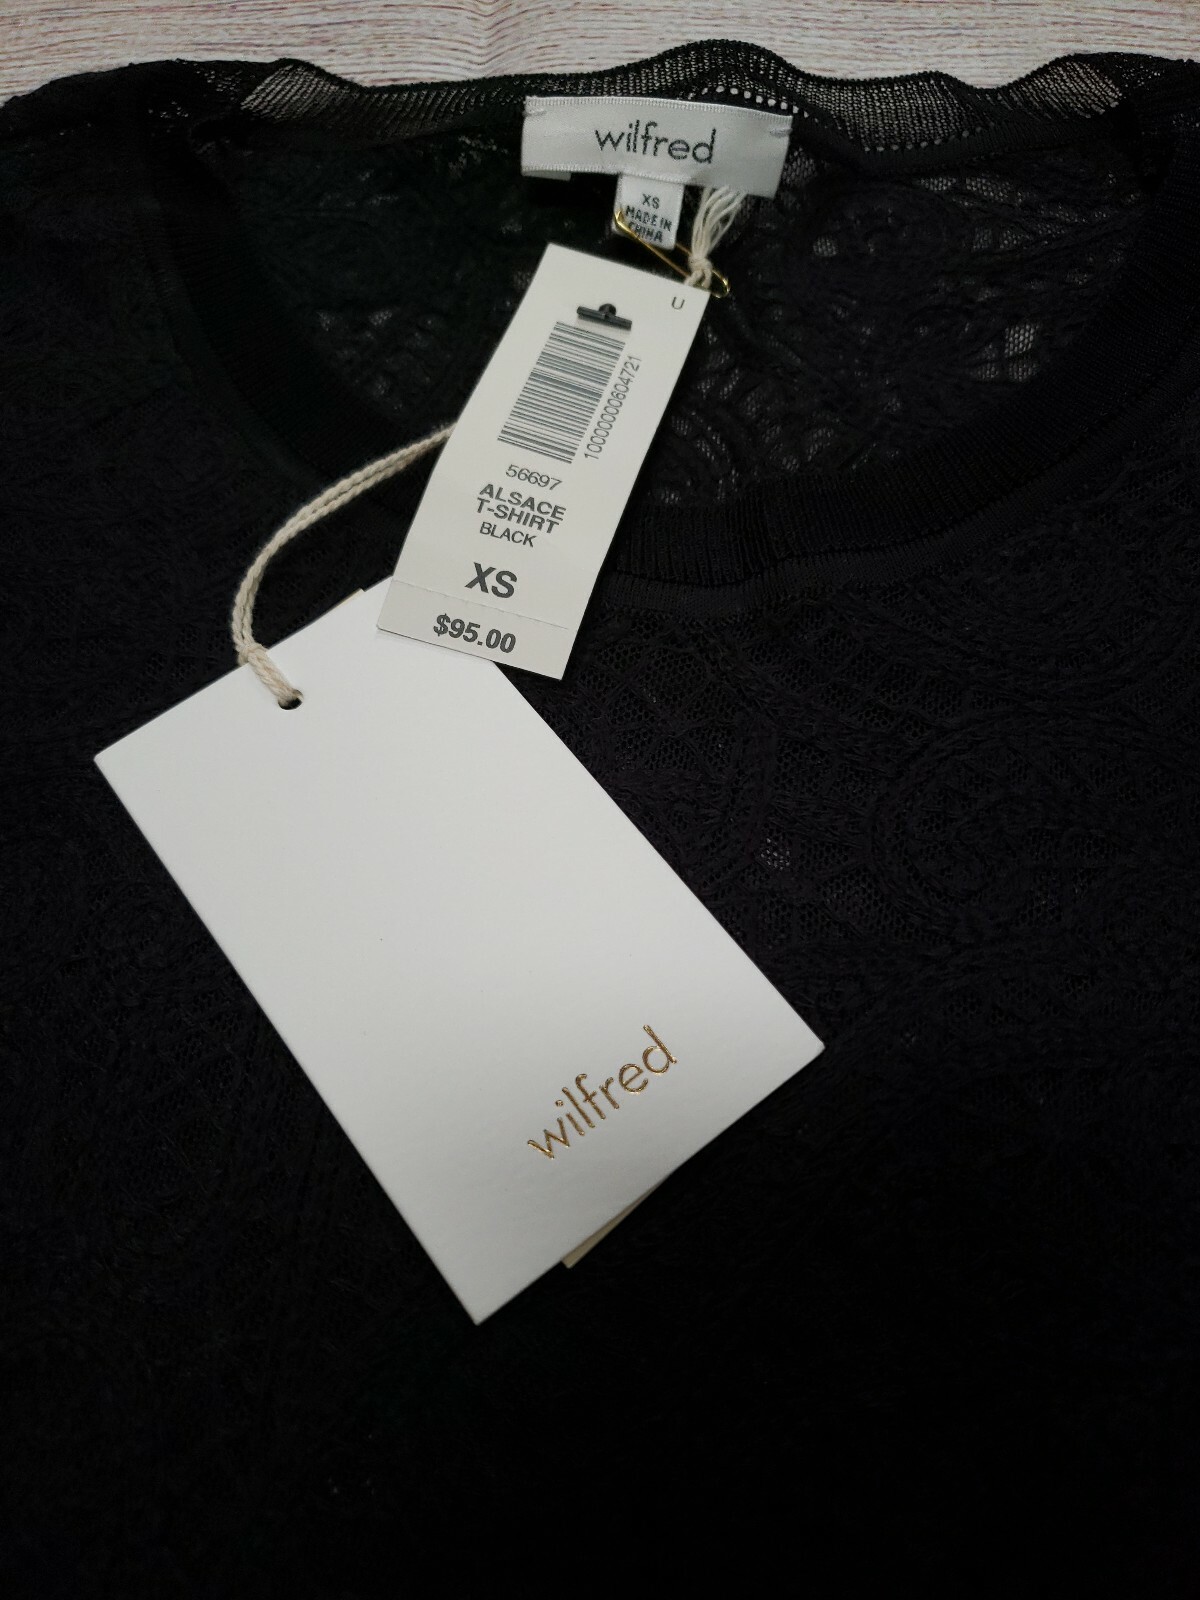 wilfred
XS
MADE IN
CHINA
U
1000000604721
56697
ALSACE
T-SHIRT
BLACK
XS
$95.00
wilfred